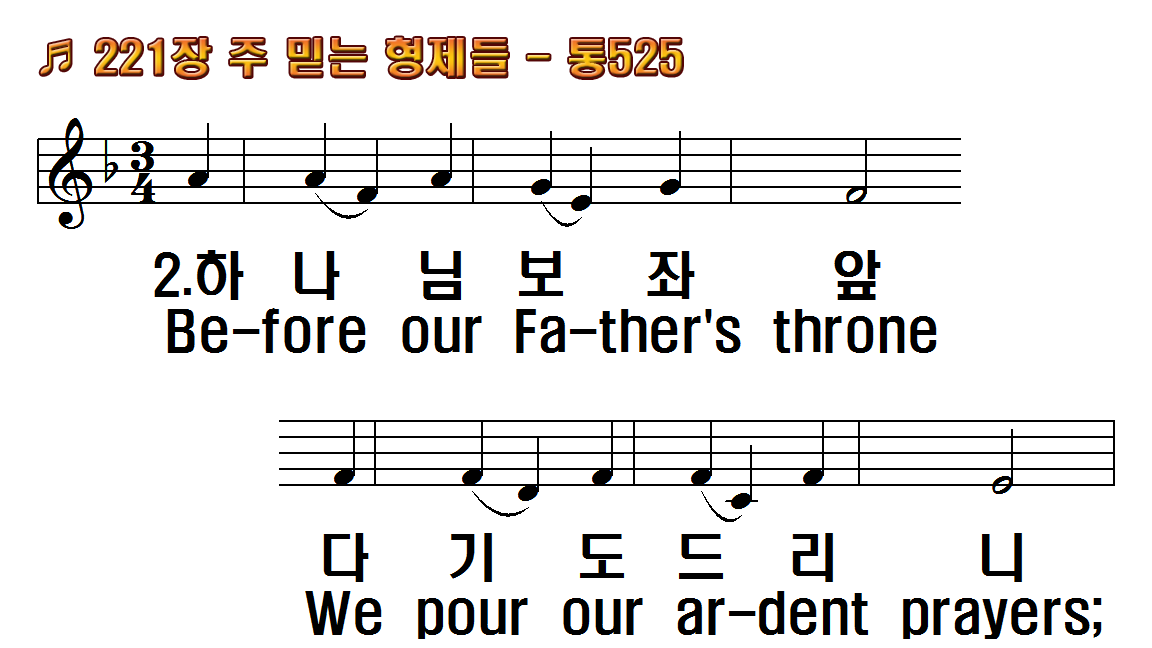 ♬ 221장 주 믿는 형제들 - 통525
3
4
2.하 나 님 보 좌 앞
Be-fore our Fa-ther's throne
다 기 도 드 리 니
We pour our ar-dent prayers;